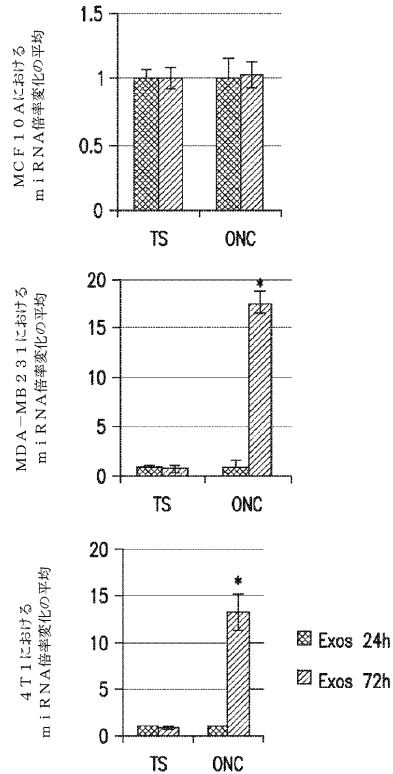 MCF10Aにおける
miRNA倍率変化の平均
1.5
1
0.5
0
TS ONC
MDA-MB231における
miRNA倍率変化の平均
20
15
10
5
0
*
TS ONC
4T1における
miRNA倍率変化の平均
20
15
10
5
0
*
TS ONC
Exos 24h
Exos 72h